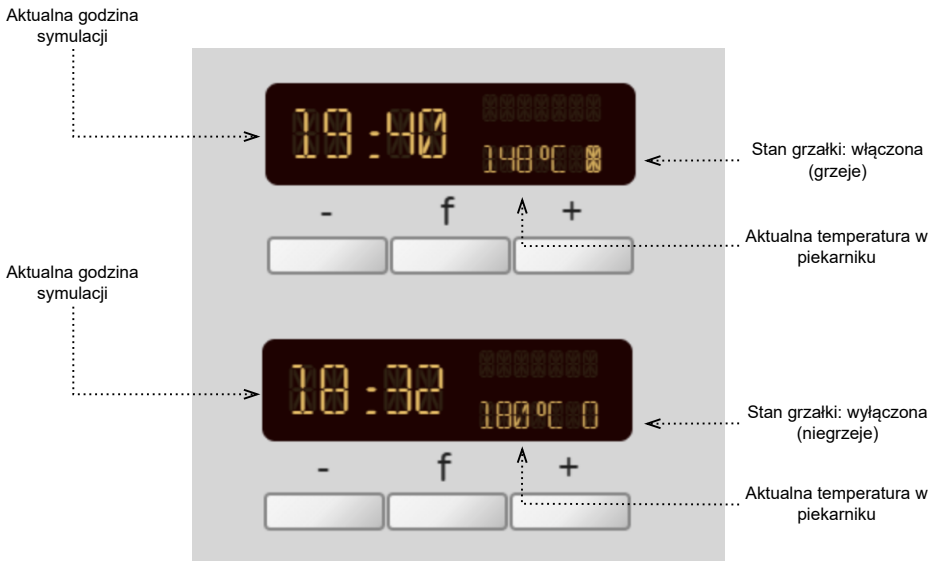 Aktualna godzina
symulacji
19:40
148°C
Stan grzałki: włączona
(grzeje)
- f +
Aktualna temperatura w
piekarniku
Aktualna godzina
symulacji
18:32
180°C 0
Stan grzałki: wyłączona
(niegrzeje)
- f +
Aktualna temperatura w
piekarniku